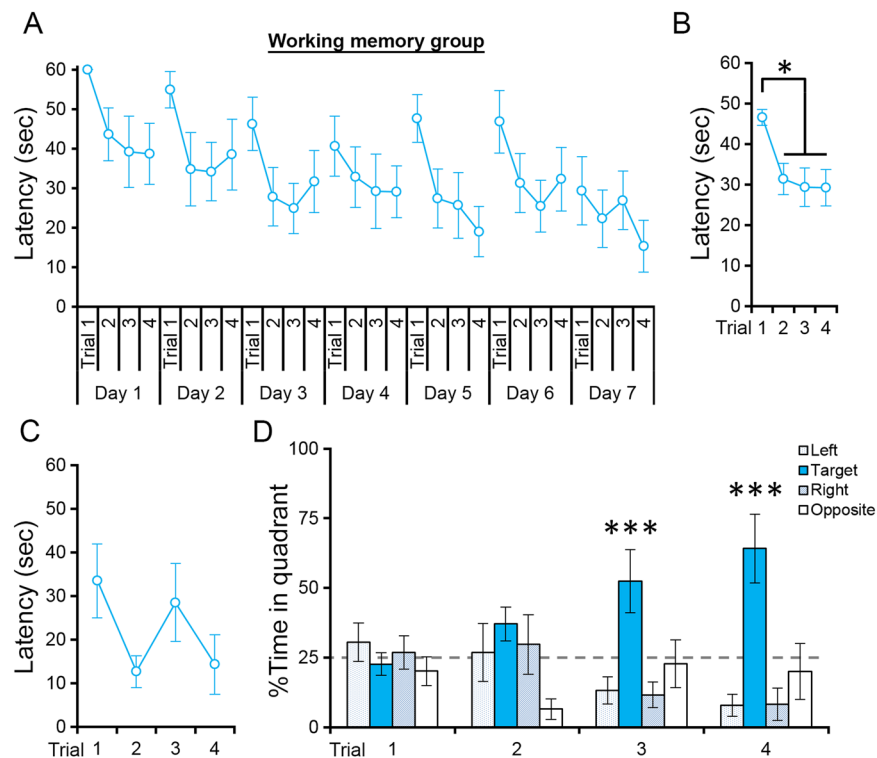 A
Working memory group
Latency (sec)
60
50
40
30
20
10
0
Trial 1 2 3 4 Trial 1 2 3 4 Trial 1 2 3 4 Trial 1 2 3 4 Trial 1 2 3 4 Trial 1 2 3 4 Trial 1 2 3 4
Day 1 Day 2 Day 3 Day 4 Day 5 Day 6 Day 7
B
*
Latency (sec)
60
50
40
30
20
10
0
Trial 1 2 3 4
C
Latency (sec)
60
50
40
30
20
10
0
Trial 1 2 3 4
D
%Time in quadrant
100
75
50
25
0
Left
Target
Right
Opposite
*** ***
Trial 1 2 3 4